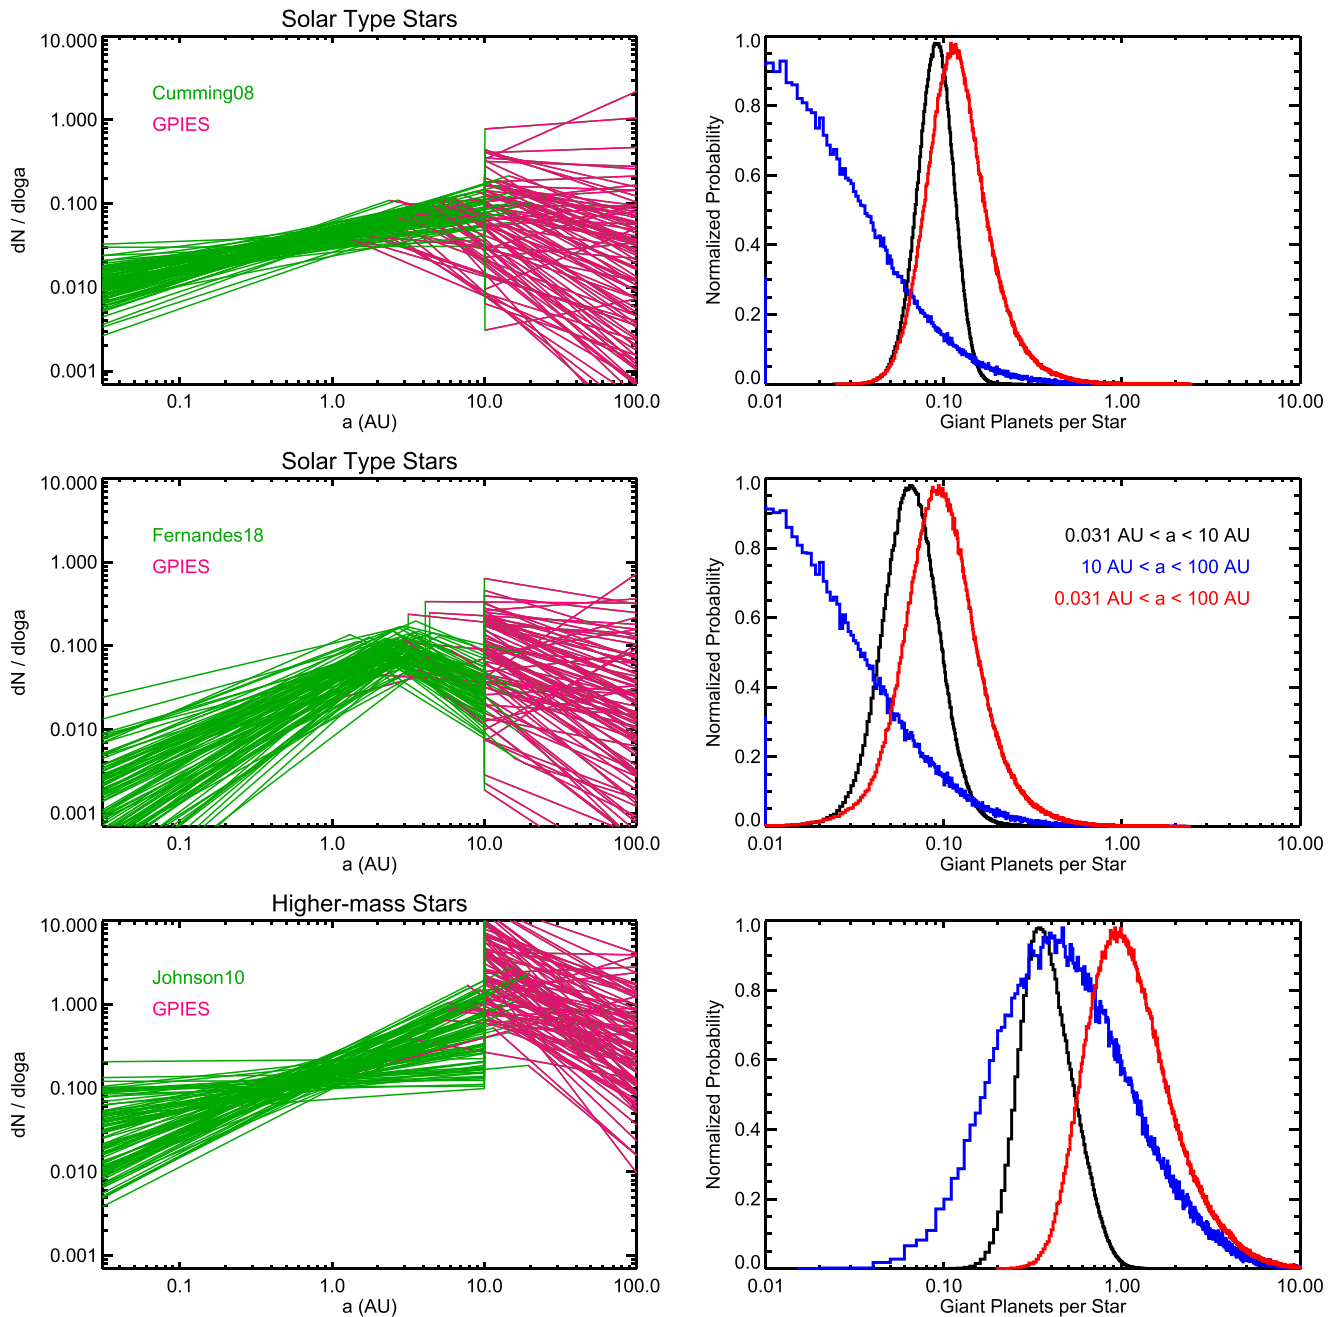 Solar Type Stars
10.000
1.000
0.100
0.010
0.001
dN / dloga
Cumming08
GPIES
0.1
1.0
10.0
100.0
a (AU)
1.0
0.8
0.6
0.4
0.2
0.0
Normalized Probability
0.01
0.10
1.00
10.00
Giant Planets per Star
Solar Type Stars
10.000
1.000
0.100
0.010
0.001
dN / dloga
Fernandes18
GPIES
0.1
1.0
10.0
100.0
a (AU)
1.0
0.8
0.6
0.4
0.2
0.0
Normalized Probability
0.031 AU < a < 10 AU
10 AU < a < 100 AU
0.031 AU < a < 100 AU
0.01
0.10
1.00
10.00
Giant Planets per Star
Higher-mass Stars
10.000
1.000
0.100
0.010
0.001
dN / dloga
Johnson10
GPIES
0.1
1.0
10.0
100.0
a (AU)
1.0
0.8
0.6
0.4
0.2
0.0
Normalized Probability
0.01
0.10
1.00
10.00
Giant Planets per Star